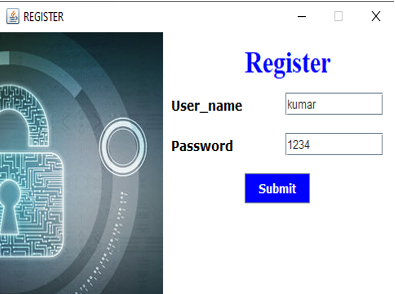 REGISTER
Register
User_name kumar
Password 1234
Submit